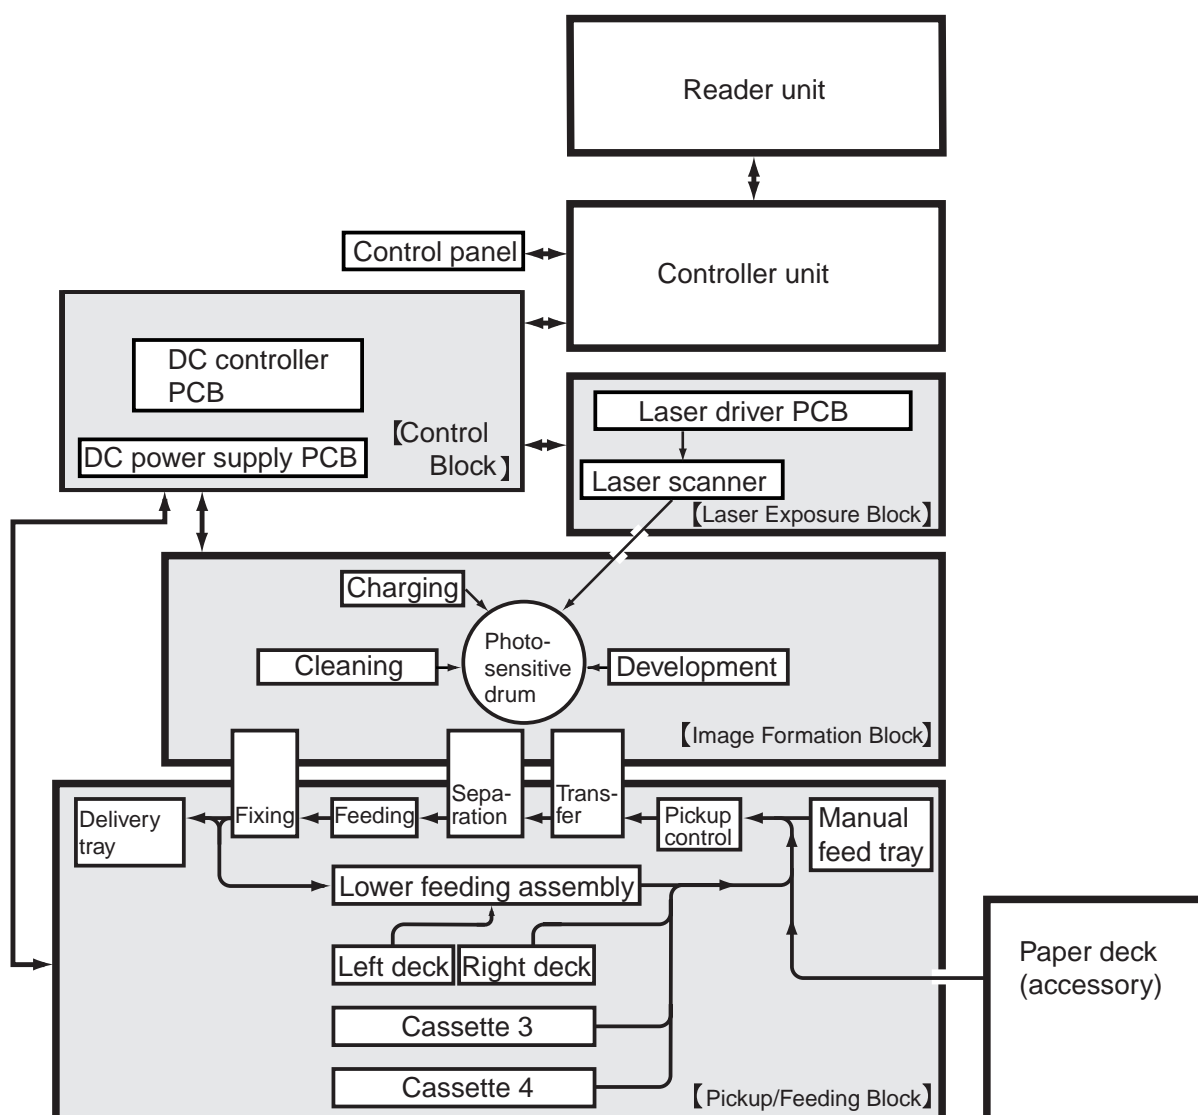 Reader unit
Control panel
Controller unit
DC controller
PCB
DC power supply PCB
【Control
Block】
Laser driver PCB
Laser scanner
【Laser Exposure Block】
Charging
Cleaning
Photo-
sensitive
drum
Development
【Image Formation Block】
Delivery
tray
Fixing
Feeding
Sepa-
ration
Trans-
fer
Pickup
control
Manual
feed tray
Lower feeding assembly
Left deck
Right deck
Paper deck
(accessory)
Cassette 3
Cassette 4
【Pickup/Feeding Block】